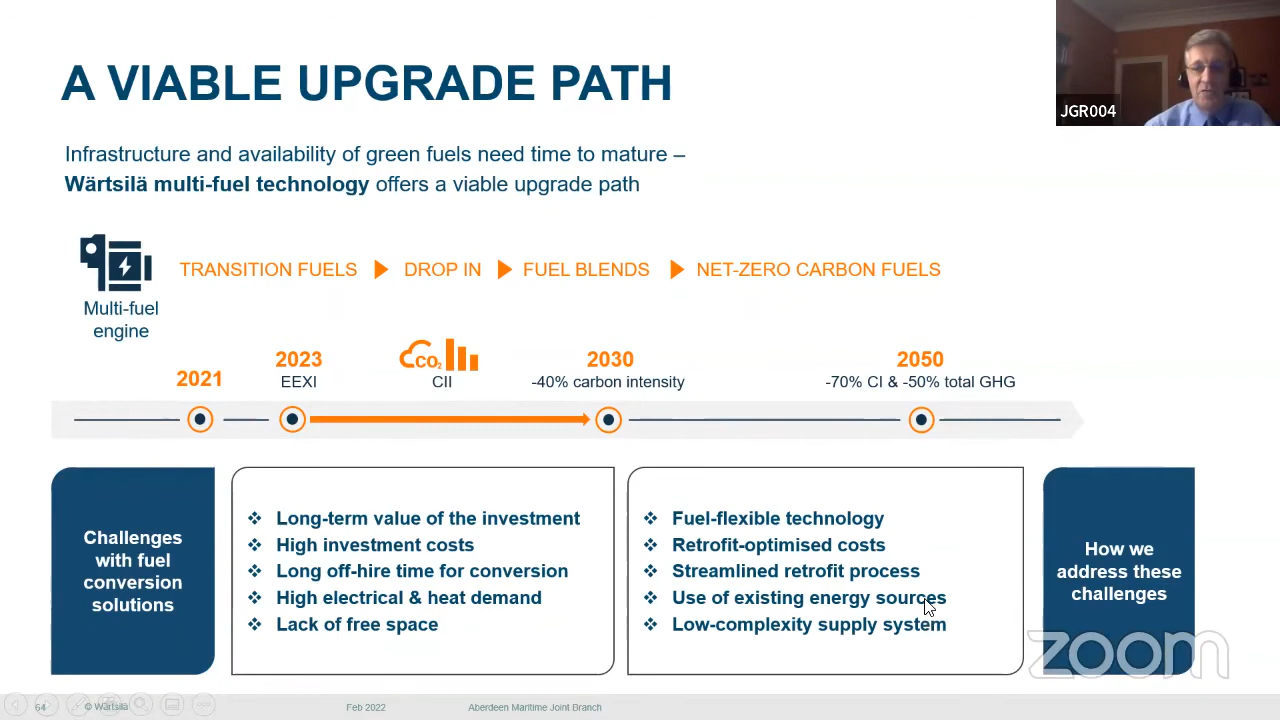 A VIABLE UPGRADE PATH
JGR004
Infrastructure and availability of green fuels need time to mature –
Wärtsilä multi-fuel technology offers a viable upgrade path
TRANSITION FUELS
DROP IN
FUEL BLENDS
NET-ZERO CARBON FUELS
Multi-fuel
engine
2021
2023
EEXI
CO₂
CII
2030
-40% carbon intensity
2050
-70% CI & -50% total GHG
Challenges
with fuel
conversion
solutions
❖ Long-term value of the investment
❖ High investment costs
❖ Long off-hire time for conversion
❖ High electrical & heat demand
❖ Lack of free space
❖ Fuel-flexible technology
❖ Retrofit-optimised costs
❖ Streamlined retrofit process
❖ Use of existing energy sources
❖ Low-complexity supply system
How we
address these
challenges
zoom
64
© Wärtsilä
Feb 2022
Aberdeen Maritime Joint Branch